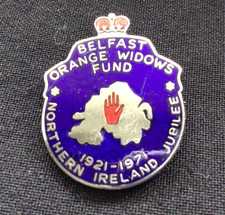 BELFAST
ORANGE WIDOWS
FUND
1921-1971
NORTHERN IRELAND JUBILEE